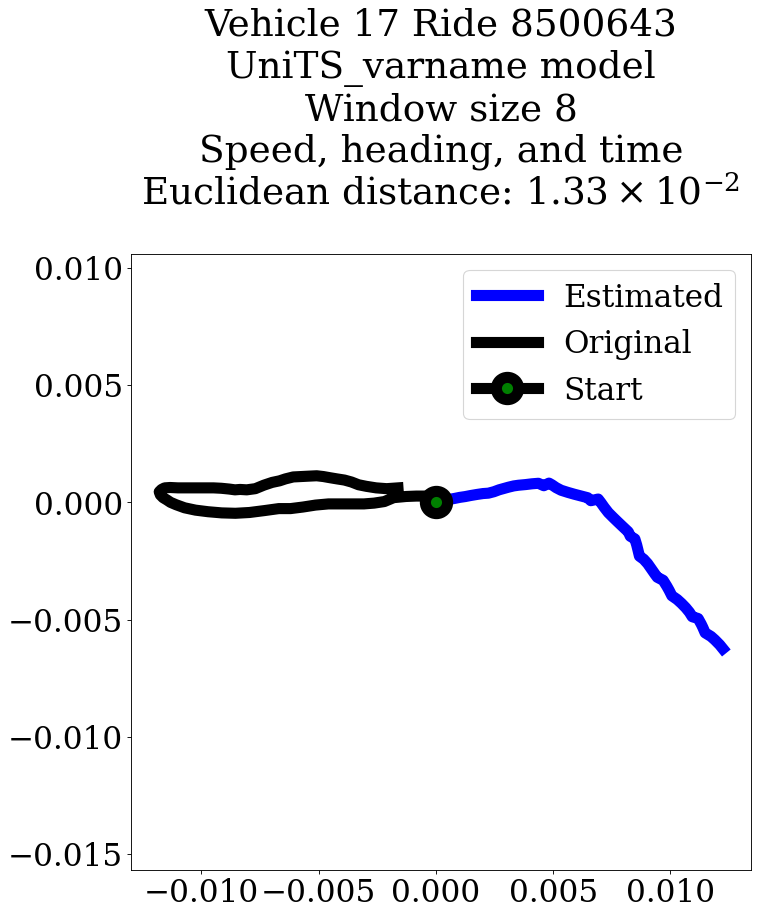 Vehicle 17 Ride 8500643
UniTS_varname model
Window size 8
Speed, heading, and time
Euclidean distance: 1.33 × 10⁻²
Estimated
Original
Start
0.010
0.005
0.000
−0.005
−0.010
−0.015
−0.010 −0.005 0.000 0.005 0.010